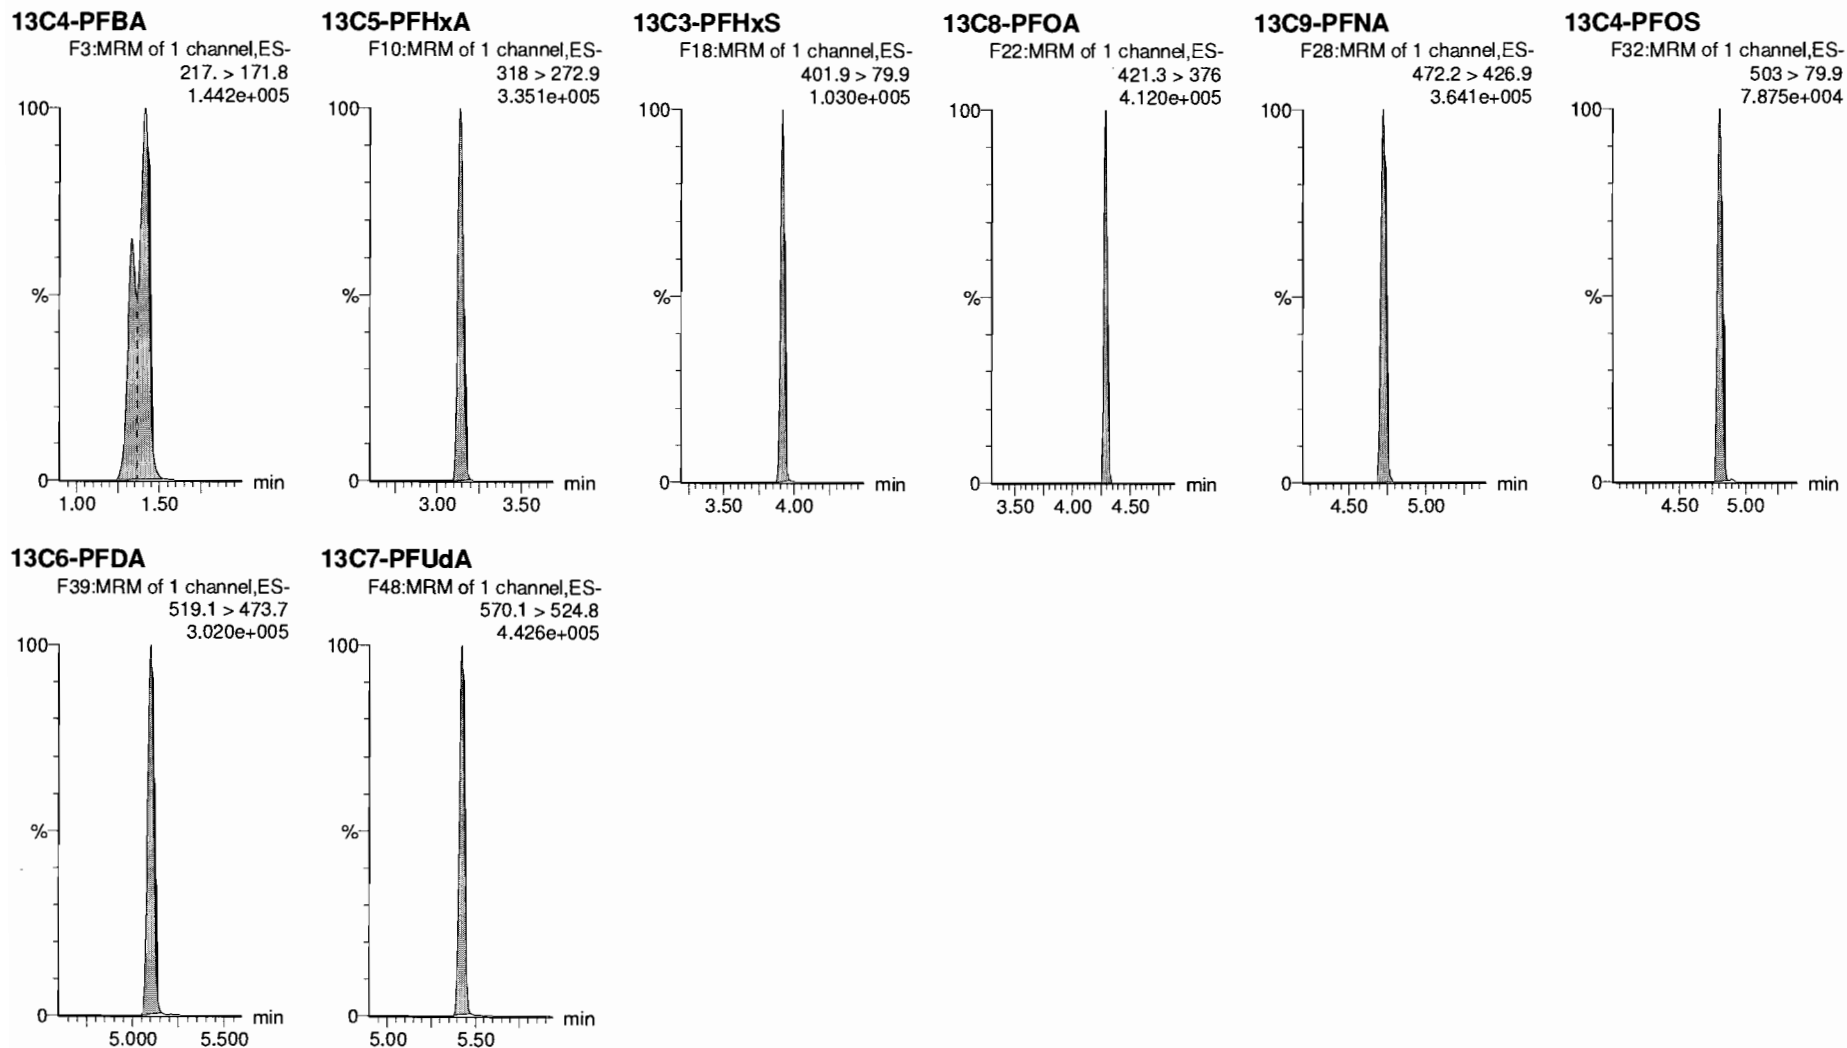 13C4-PFBA
F3:MRM of 1 channel,ES-
217. > 171.8
1.442e+005
100
%
0
min
1.00 1.50
13C5-PFHxA
F10:MRM of 1 channel,ES-
318 > 272.9
3.351e+005
100
%
0
min
3.00 3.50
13C3-PFHxS
F18:MRM of 1 channel,ES-
401.9 > 79.9
1.030e+005
100
%
0
min
3.50 4.00
13C8-PFOA
F22:MRM of 1 channel,ES-
421.3 > 376
4.120e+005
100
%
0
min
3.50 4.00 4.50
13C9-PFNA
F28:MRM of 1 channel,ES-
472.2 > 426.9
3.641e+005
100
%
0
min
4.50 5.00
13C4-PFOS
F32:MRM of 1 channel,ES-
503 > 79.9
7.875e+004
100
%
0
min
4.50 5.00
13C6-PFDA
F39:MRM of 1 channel,ES-
519.1 > 473.7
3.020e+005
100
%
0
min
5.000 5.500
13C7-PFUdA
F48:MRM of 1 channel,ES-
570.1 > 524.8
4.426e+005
100
%
0
min
5.00 5.50